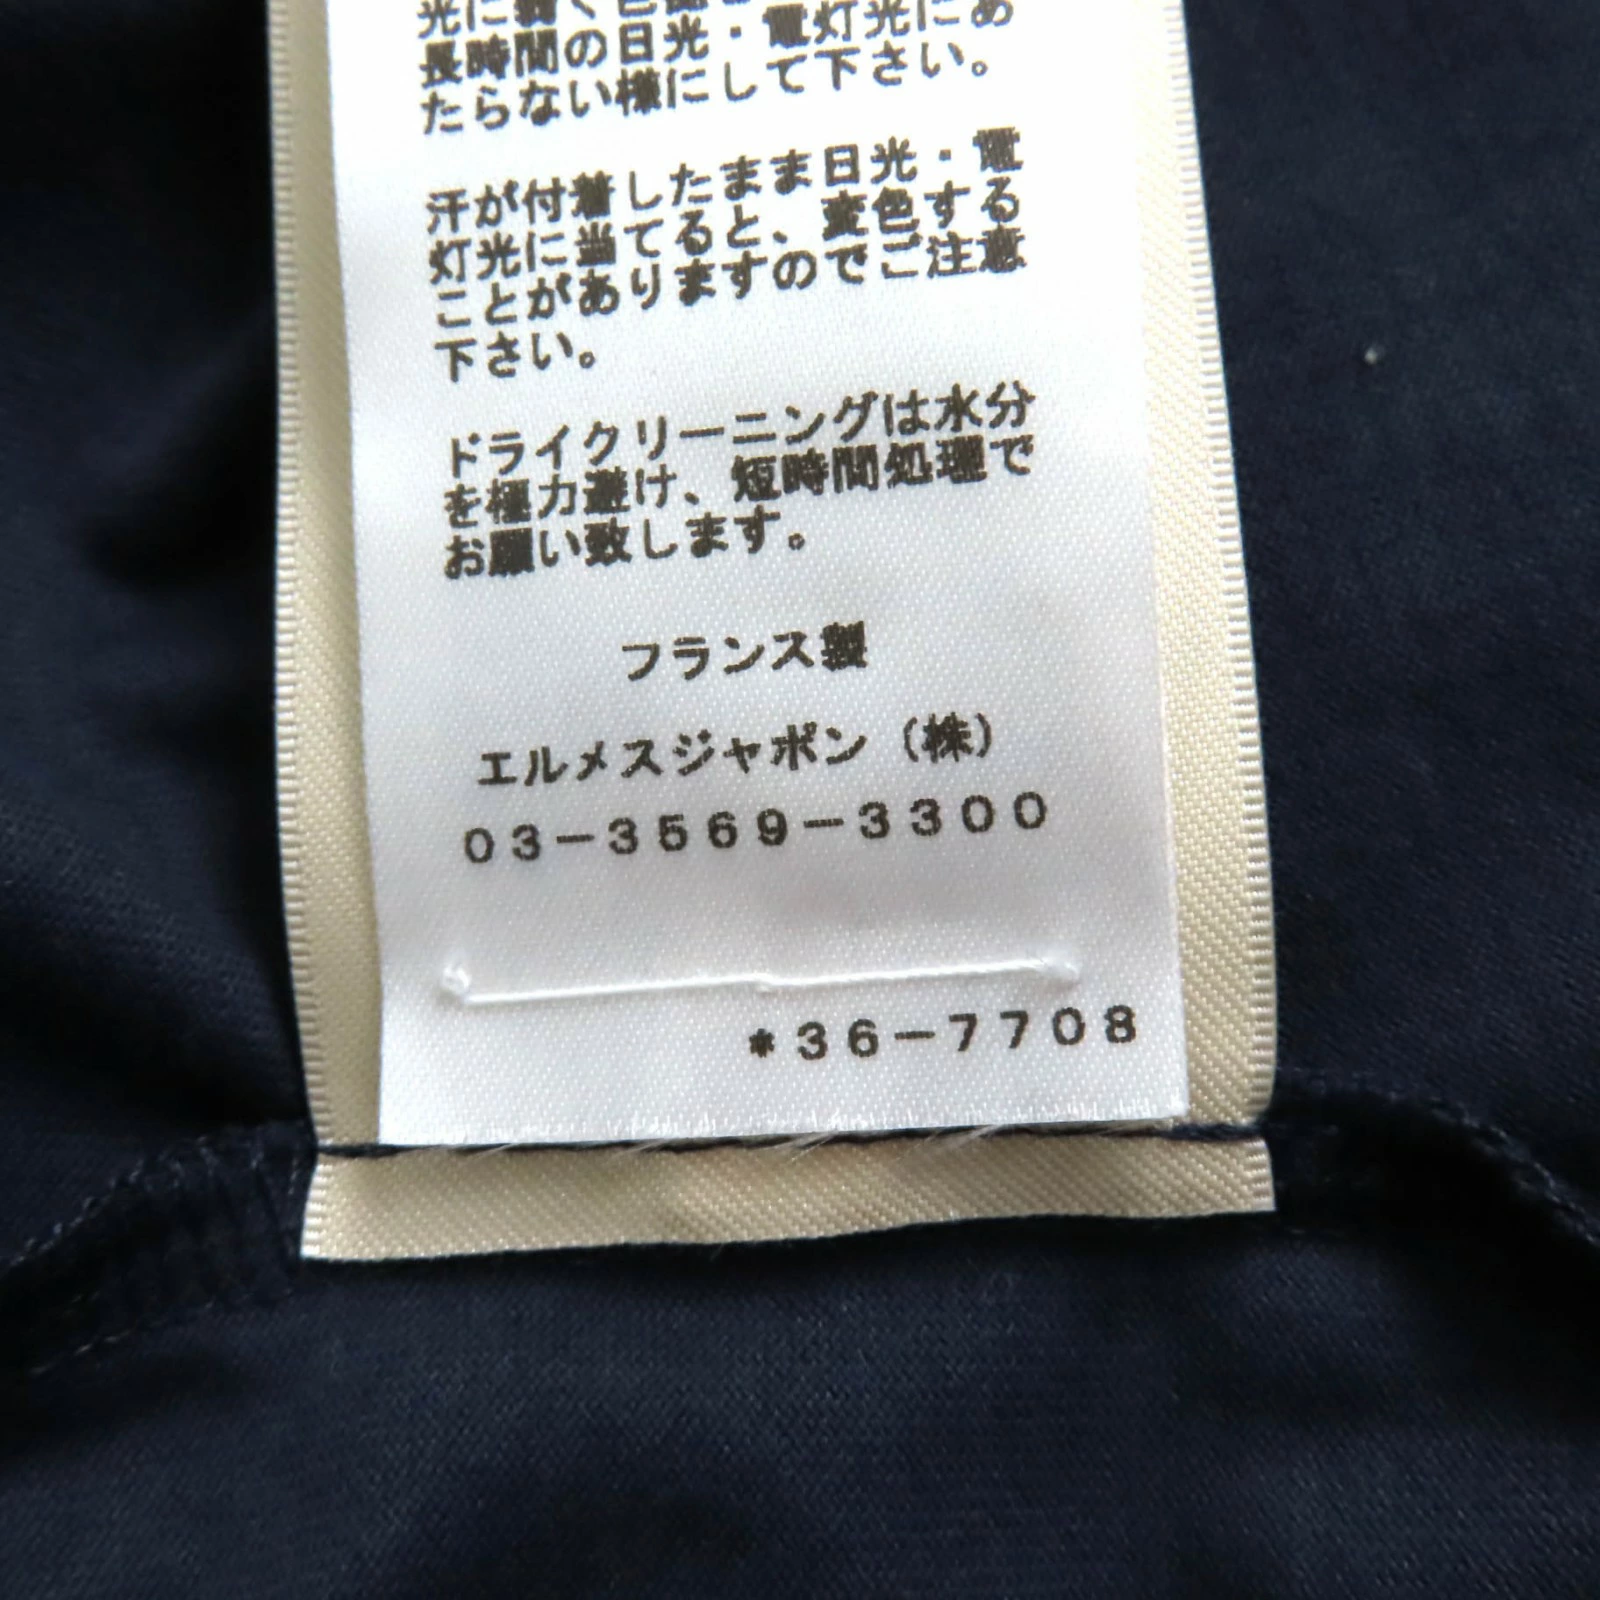 光に
長時間の日光・電灯光にあ
たらない様にして下さい。
汗が付着したまま日光・電
灯光に当てると、変色する
ことがありますのでご注意
下さい。
ドライクリーニングは水分
を極力避け、短時間処理で
お願い致します。
フランス製
エルメスジャポン（株）
03－3569－3300
*36－7708